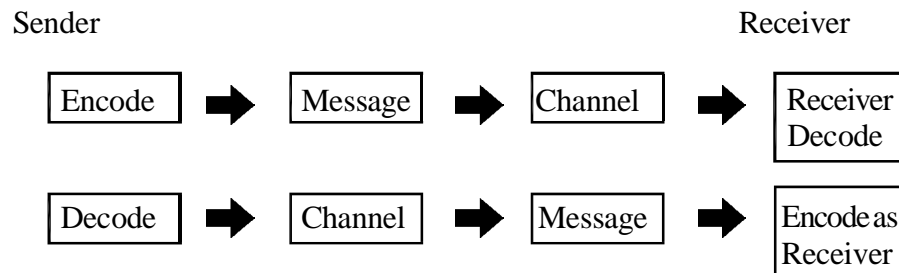 Sender Receiver
Encode Message Channel Receiver
Decode
Decode Channel Message Encode as
Receiver